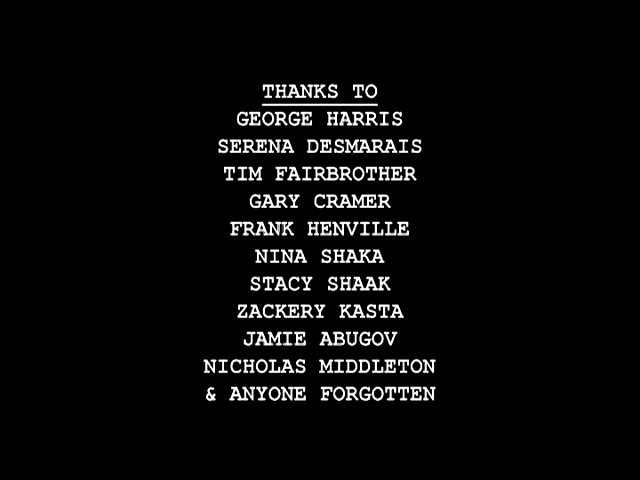 THANKS TO
GEORGE HARRIS
SERENA DESMARAIS
TIM FAIRBROTHER
GARY CRAMER
FRANK HENVILLE
NINA SHAKA
STACY SHAAK
ZACKERY KASTA
JAMIE ABUGOV
NICHOLAS MIDDLETON
& ANYONE FORGOTTEN